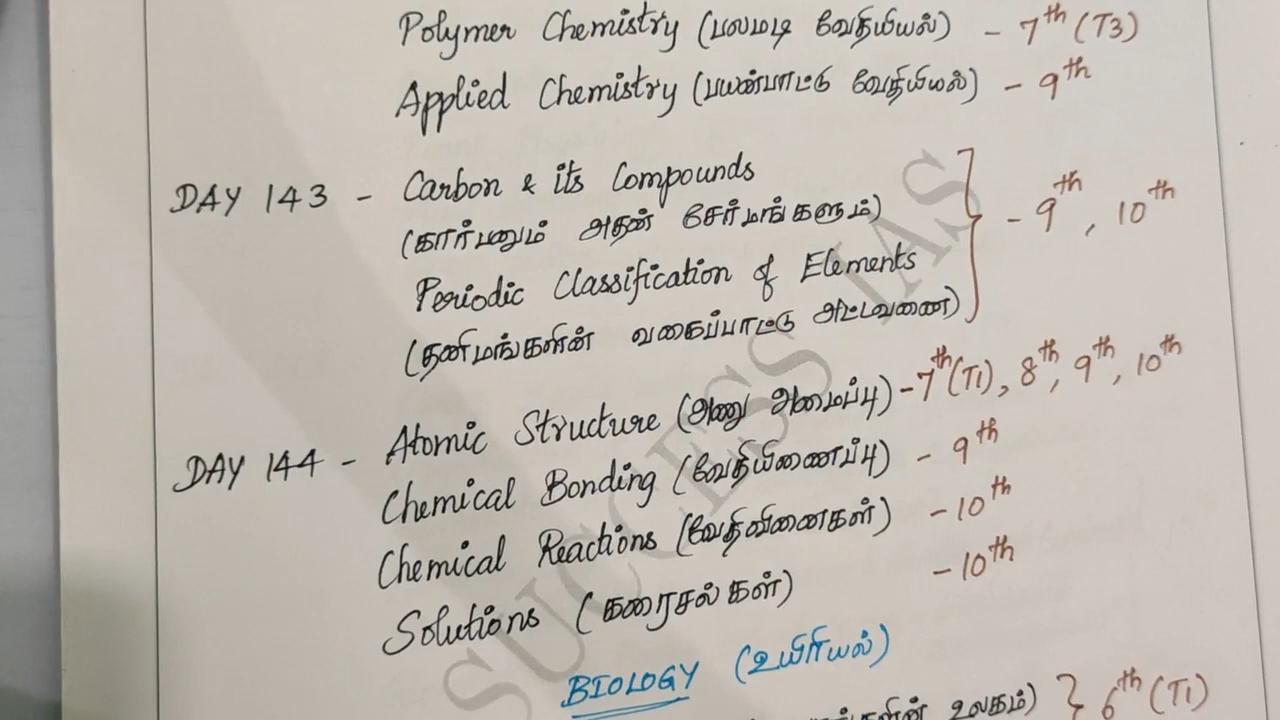 Polymer Chemistry (பலமடி வேதியியல்) - 7th (T3)
Applied Chemistry (பயன்பாட்டு வேதியியல்) - 9th
DAY 143 - Carbon & its Compounds
(கார்பனும் அதன் சேர்மங்களும்)
Periodic Classification of Elements
(தனிமங்களின் வகைப்பாட்டு அட்டவணை) } - 9th, 10th
DAY 144 - Atomic Structure (அணு அமைப்பு) - 7th (T1), 8th, 9th, 10th
Chemical Bonding (வேதியிணைப்பு) - 9th
Chemical Reactions (வேதிவினைகள்) - 10th
Solutions (கரைசல்கள்) - 10th
BIOLOGY (உயிரியல்)
உலகம்) } 6th (T1)
SUCCESS IAS